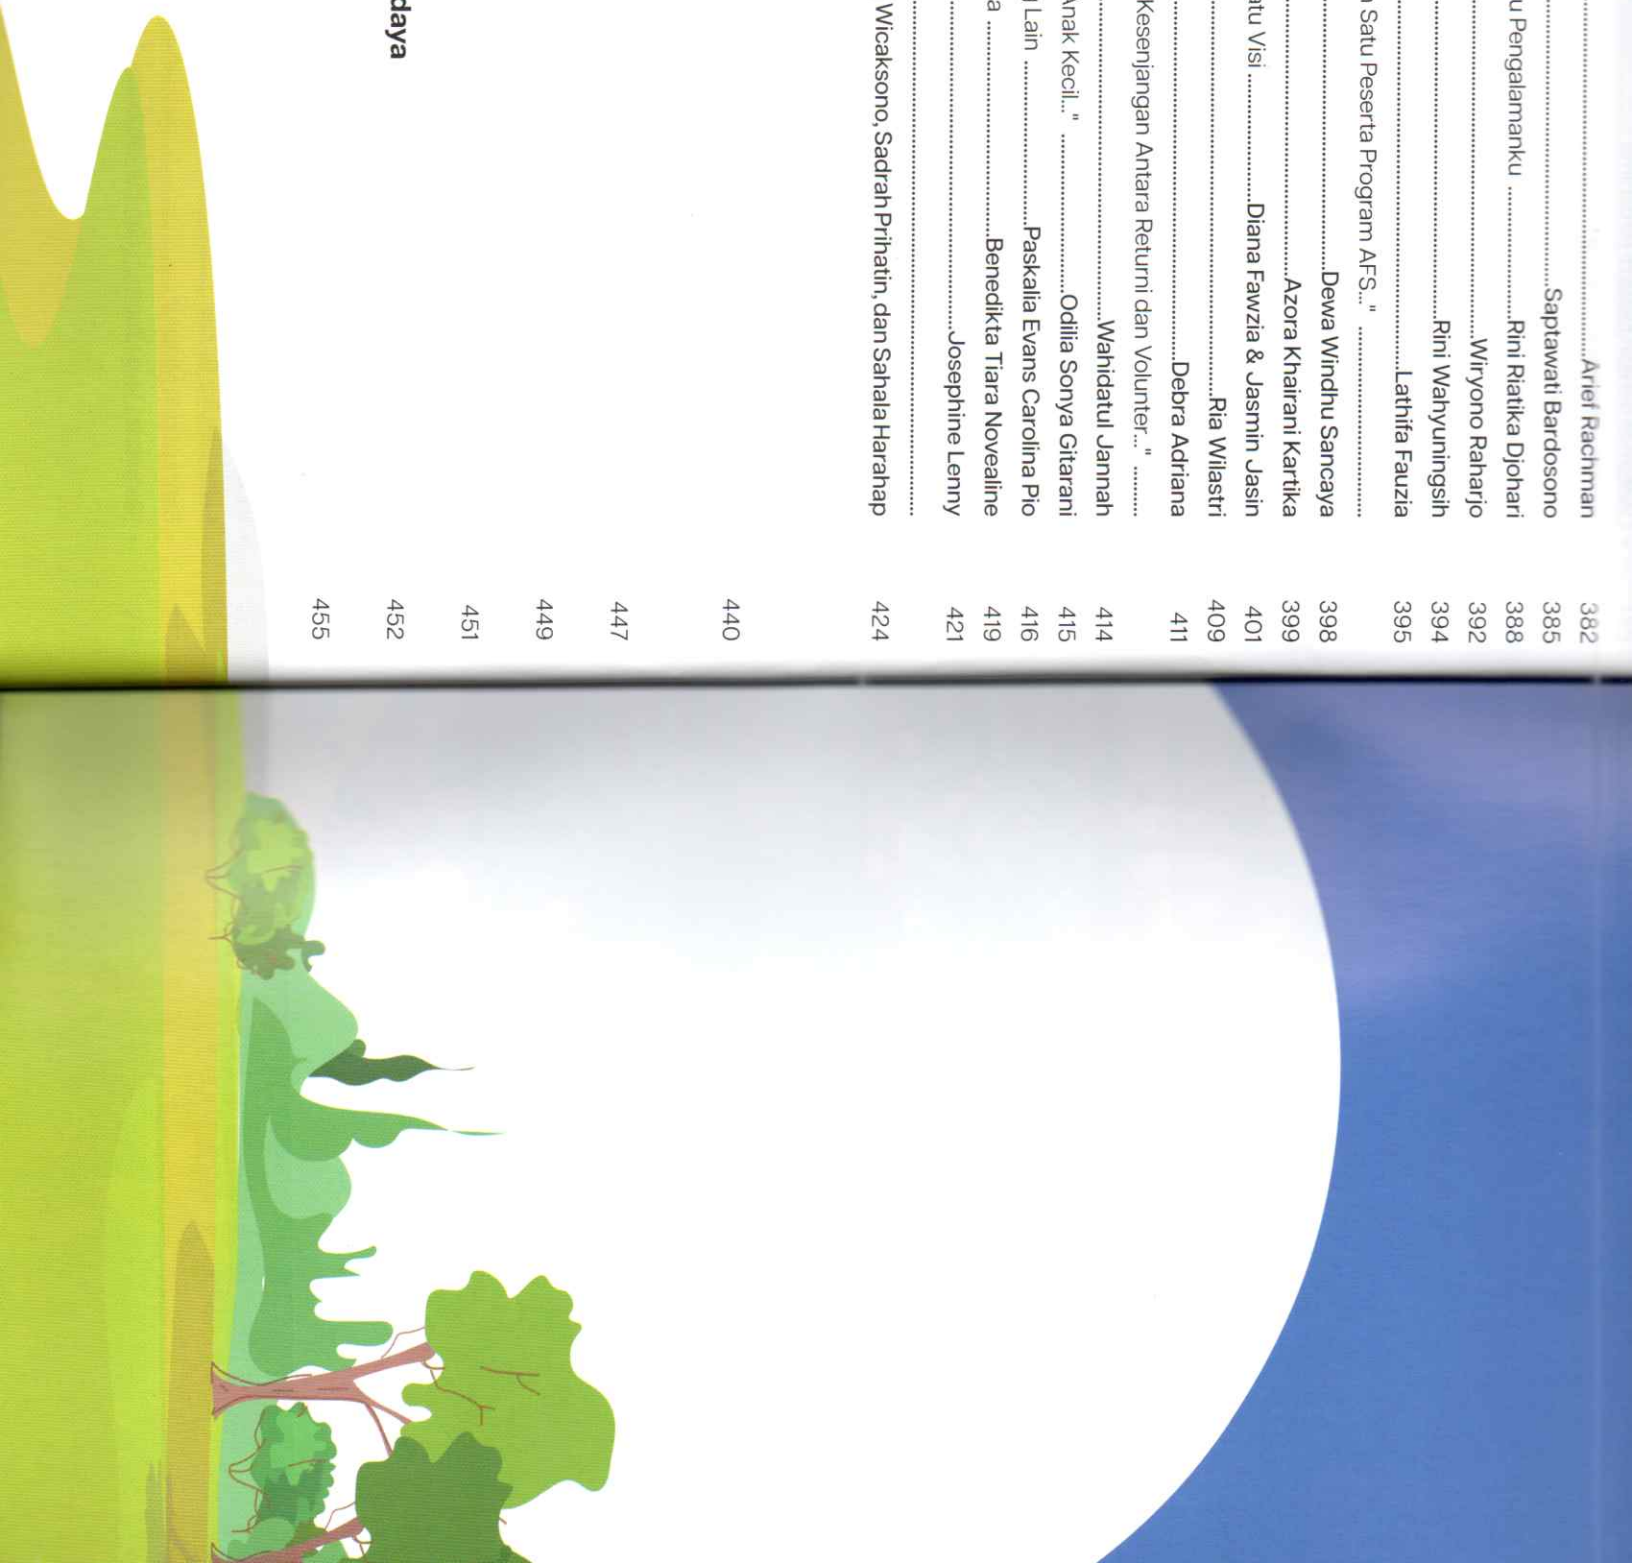 Arief Rachman 382
Saptawati Bardosono 385
u Pengalamanku Rini Riatika Djohari 388
Wiryono Raharjo 392
Rini Wahyuningsih 394
Lathifa Fauzia 395
Satu Peserta Program AFS..."
Dewa Windhu Sancaya 398
Azora Khairani Kartika 399
atu Visi Diana Fawzia & Jasmin Jasin 401
Ria Wilastri 409
Debra Adriana 411
Kesenjangan Antara Returni dan Volunter..."
Wahidatul Jannah 414
Anak Kecil.." Odilia Sonya Gitarani 415
g Lain Paskalia Evans Carolina Pio 416
a Benedikta Tiara Novealine 419
Josephine Lenny 421
Wicaksono, Sadrah Prihatin, dan Sahala Harahap 424
440
447
449
451
daya 452
455